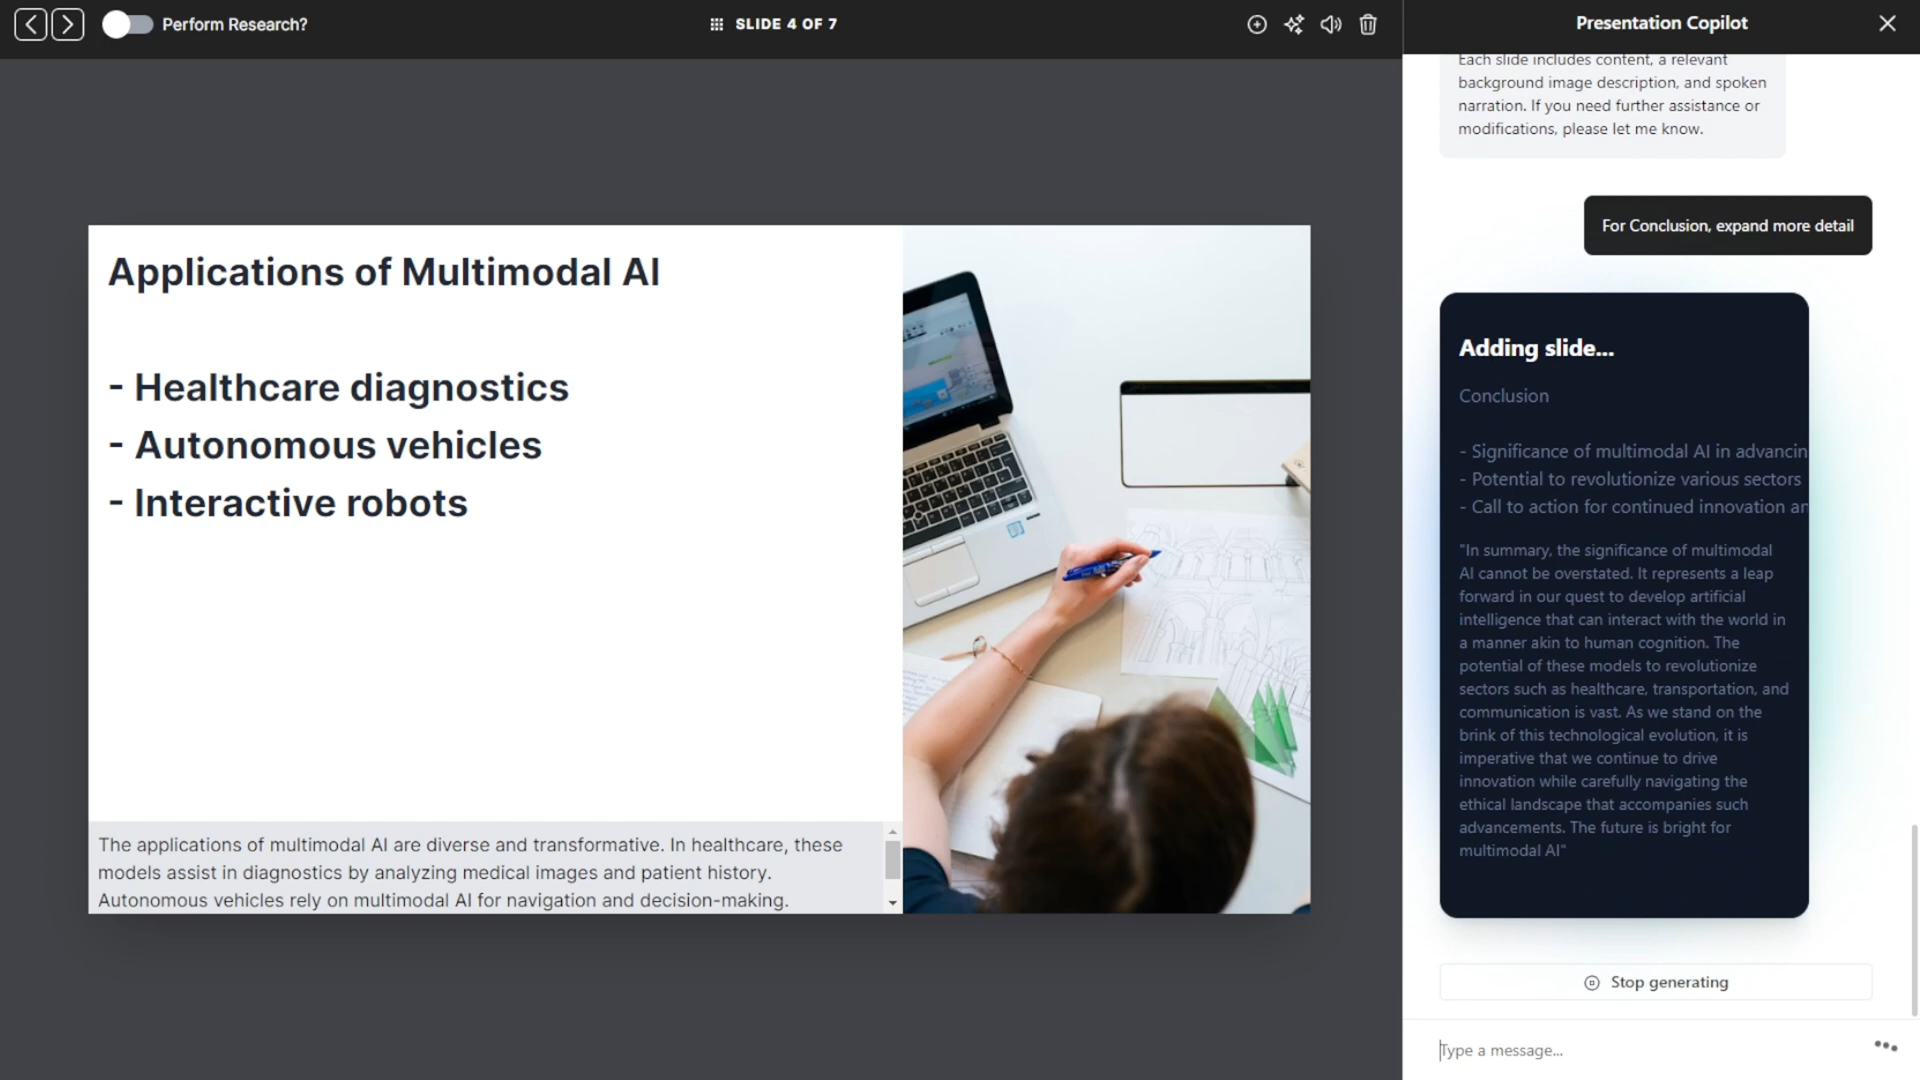 Perform Research?
SLIDE 4 OF 7
Presentation Copilot
Each slide includes content, a relevant
background image description, and spoken
narration. If you need further assistance or
modifications, please let me know.
For Conclusion, expand more detail
Applications of Multimodal AI
- Healthcare diagnostics
- Autonomous vehicles
- Interactive robots
The applications of multimodal AI are diverse and transformative. In healthcare, these
models assist in diagnostics by analyzing medical images and patient history.
Autonomous vehicles rely on multimodal AI for navigation and decision-making.
Adding slide...
Conclusion
- Significance of multimodal AI in advancin
- Potential to revolutionize various sectors
- Call to action for continued innovation an
"In summary, the significance of multimodal
AI cannot be overstated. It represents a leap
forward in our quest to develop artificial
intelligence that can interact with the world in
a manner akin to human cognition. The
potential of these models to revolutionize
sectors such as healthcare, transportation, and
communication is vast. As we stand on the
brink of this technological evolution, it is
imperative that we continue to drive
innovation while carefully navigating the
ethical landscape that accompanies such
advancements. The future is bright for
multimodal AI"
Stop generating
Type a message...